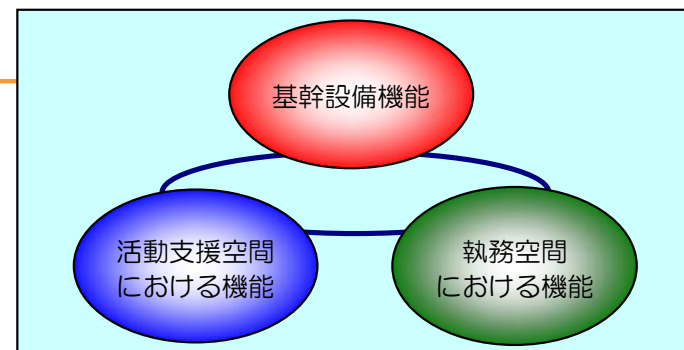 基幹設備機能
活動支援空間
における機能
執務空間
における機能